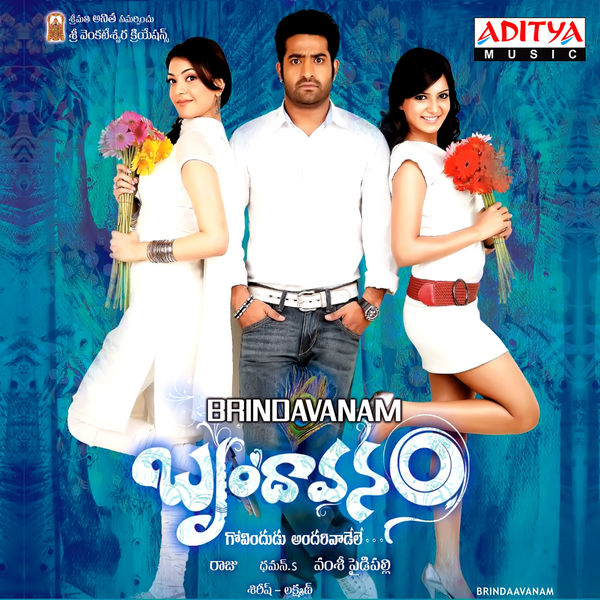 శ్రీమతి అనిత సమర్పించు
శ్రీ వెంకటేశ్వర క్రియేషన్స్
ADITYA
MUSIC
BRINDAVANAM
బృందావనం
గోవిందుడు అందరివాడేలే...
రాజు థమన్.S వంశీ పైడిపల్లి
శిరీష్ - లక్ష్మణ్
BRINDAAVANAM